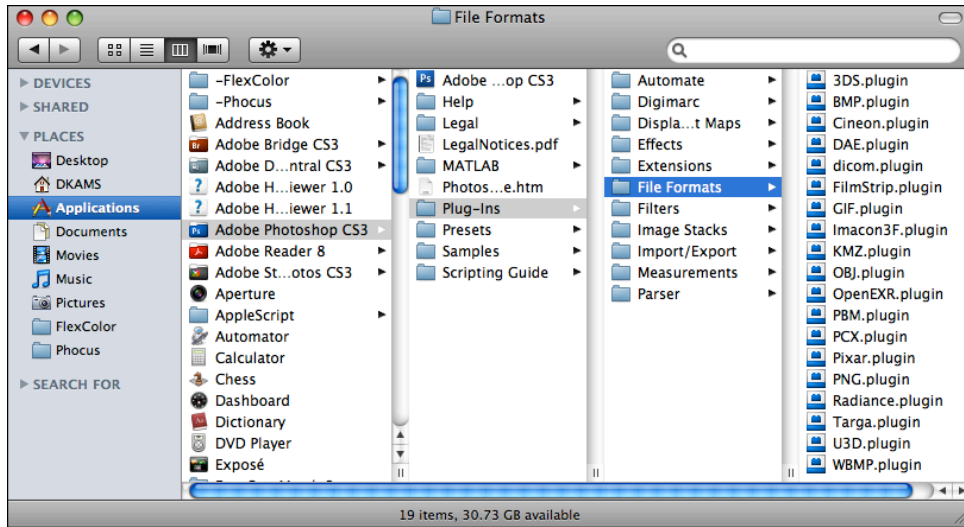 File Formats
DEVICES
SHARED
PLACES
Desktop
DKAMS
Applications
Documents
Movies
Music
Pictures
FlexColor
Phocus
SEARCH FOR
~FlexColor
~Phocus
Address Book
Adobe Bridge CS3
Adobe D...ntral CS3
Adobe H...iewer 1.0
Adobe H...iewer 1.1
Adobe Photoshop CS3
Adobe Reader 8
Adobe St...otos CS3
Aperture
AppleScript
Automator
Calculator
Chess
Dashboard
Dictionary
DVD Player
Exposé
Adobe ...op CS3
Help
Legal
LegalNotices.pdf
MATLAB
Photos...e.htm
Plug-Ins
Presets
Samples
Scripting Guide
Automate
Digimarc
Displa...t Maps
Effects
Extensions
File Formats
Filters
Image Stacks
Import/Export
Measurements
Parser
3DS.plugin
BMP.plugin
Cineon.plugin
DAE.plugin
dicom.plugin
FilmStrip.plugin
GIF.plugin
Imacon3F.plugin
KMZ.plugin
OBJ.plugin
OpenEXR.plugin
PBM.plugin
PCX.plugin
Pixar.plugin
PNG.plugin
Radiance.plugin
Targa.plugin
U3D.plugin
WBMP.plugin
19 items, 30.73 GB available